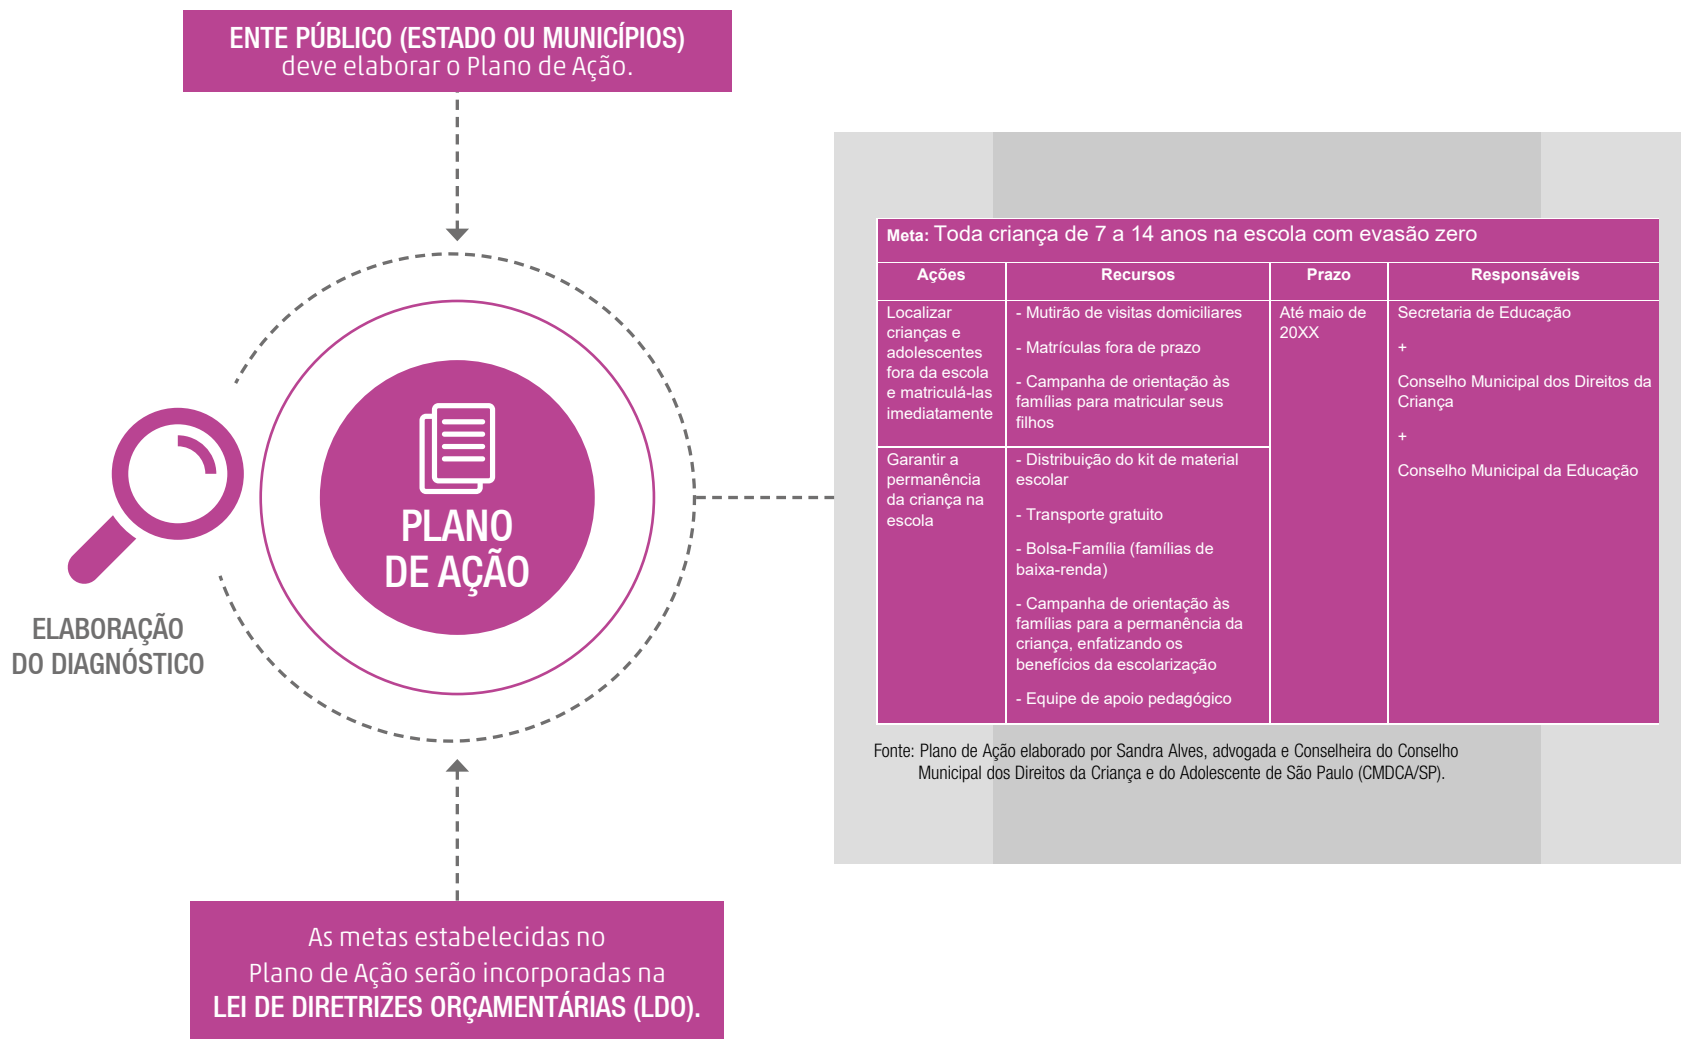 ENTE PÚBLICO (ESTADO OU MUNICÍPIOS)
deve elaborar o Plano de Ação.
PLANO
DE AÇÃO
ELABORAÇÃO
DO DIAGNÓSTICO
As metas estabelecidas no
Plano de Ação serão incorporadas na
LEI DE DIRETRIZES ORÇAMENTÁRIAS (LDO).
Meta: Toda criança de 7 a 14 anos na escola com evasão zero
Ações
Recursos
Prazo
Responsáveis
Localizar
crianças e
adolescentes
fora da escola
e matriculá-las
imediatamente
- Mutirão de visitas domiciliares
- Matrículas fora de prazo
- Campanha de orientação às
famílias para matricular seus
filhos
Até maio de
20XX
Secretaria de Educação
+
Conselho Municipal dos Direitos da
Criança
+
Conselho Municipal da Educação
Garantir a
permanência
da criança na
escola
- Distribuição do kit de material
escolar
- Transporte gratuito
- Bolsa-Família (famílias de
baixa-renda)
- Campanha de orientação às
famílias para a permanência da
criança, enfatizando os
benefícios da escolarização
- Equipe de apoio pedagógico
Fonte: Plano de Ação elaborado por Sandra Alves, advogada e Conselheira do Conselho
Municipal dos Direitos da Criança e do Adolescente de São Paulo (CMDCA/SP).